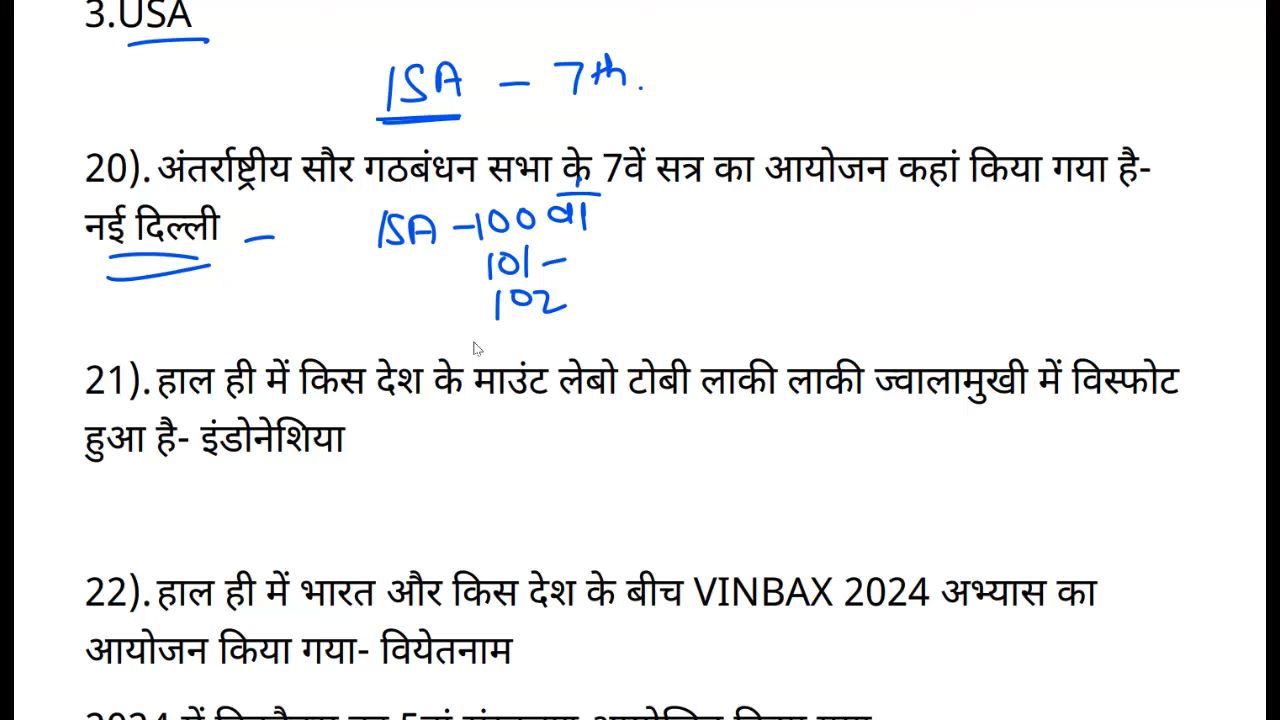 3.USA
ISA - 7th.
20). अंतर्राष्ट्रीय सौर गठबंधन सभा के 7वें सत्र का आयोजन कहां किया गया है-
नई दिल्ली -
ISA -100 वां
101 -
102
21). हाल ही में किस देश के माउंट लेबो टोबी लाकी लाकी ज्वालामुखी में विस्फोट
हुआ है- इंडोनेशिया
22). हाल ही में भारत और किस देश के बीच VINBAX 2024 अभ्यास का
आयोजन किया गया- वियेतनाम